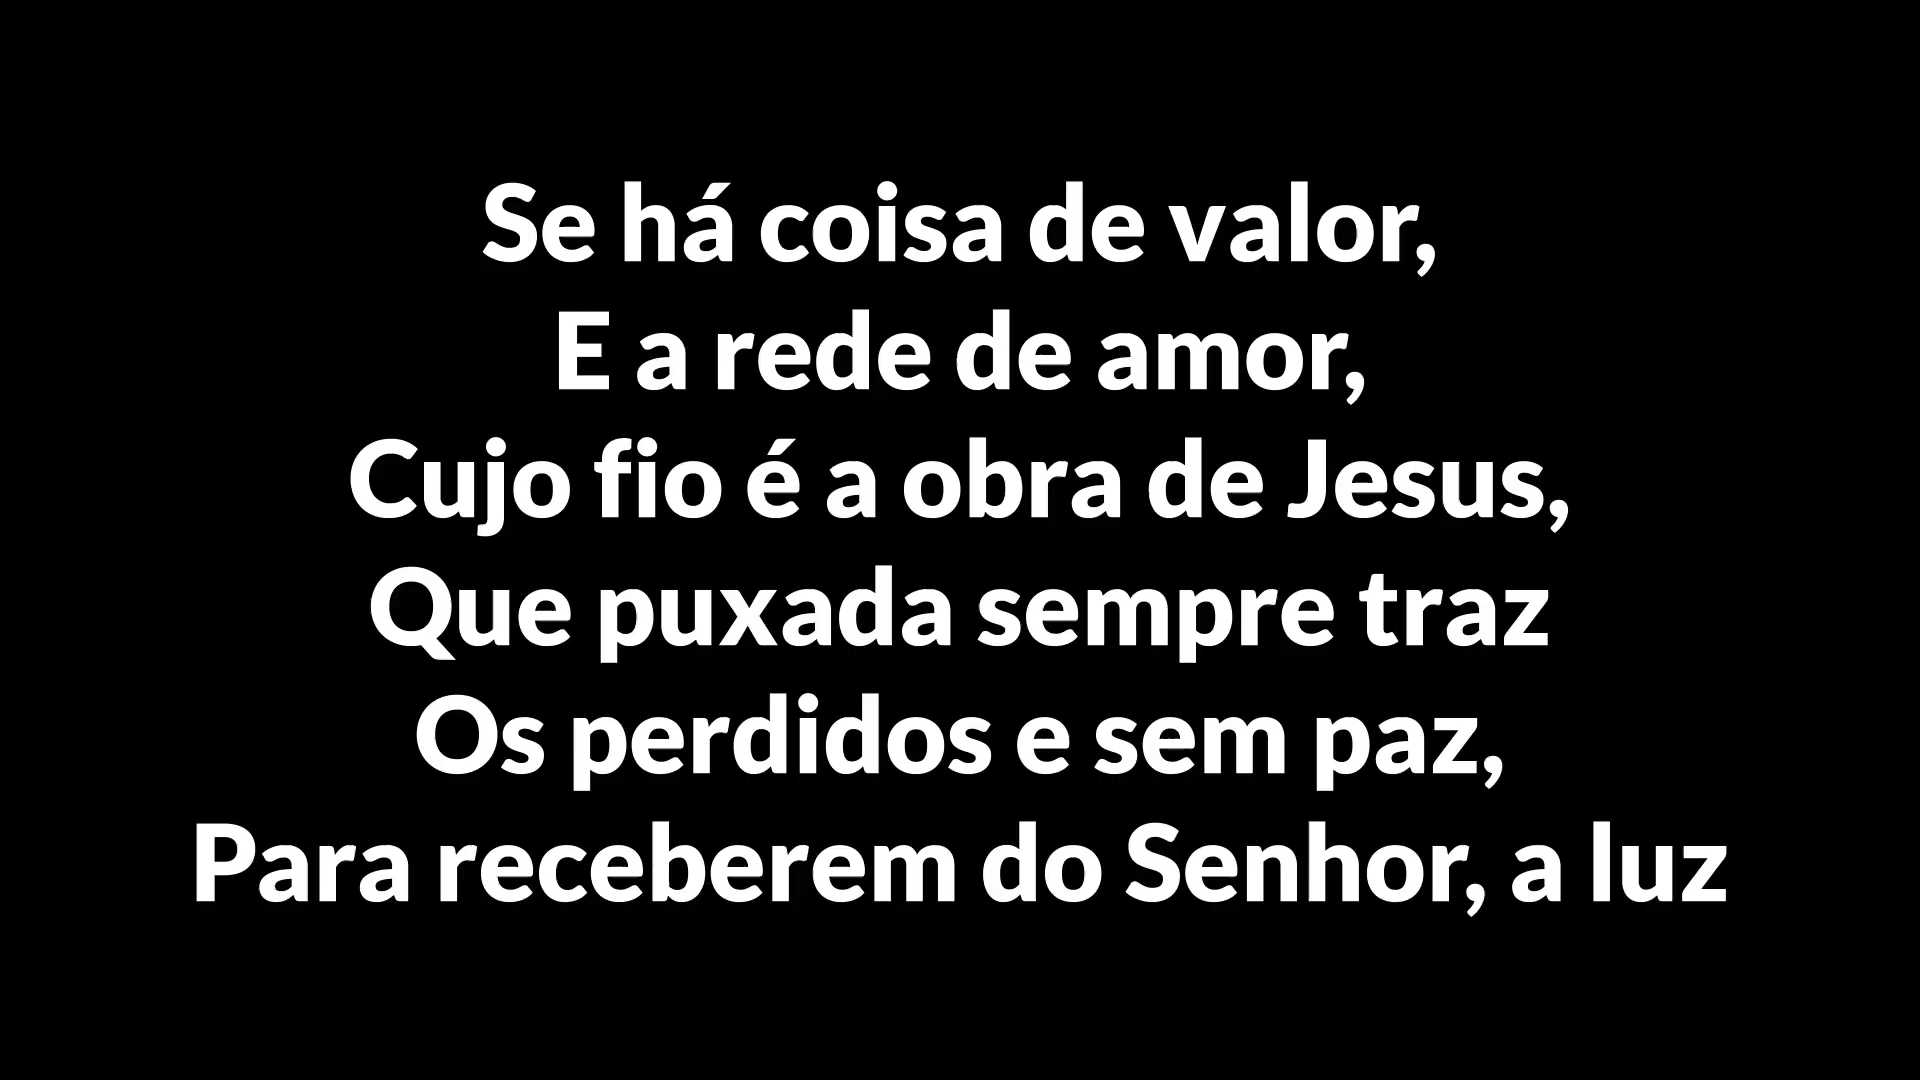 Se há coisa de valor,
E a rede de amor,
Cujo fio é a obra de Jesus,
Que puxada sempre traz
Os perdidos e sem paz,
Para receberem do Senhor, a luz